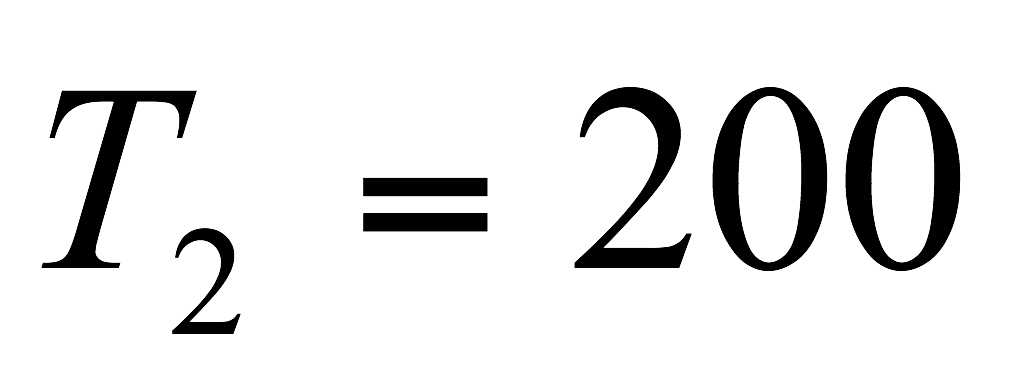 T₂ = 200